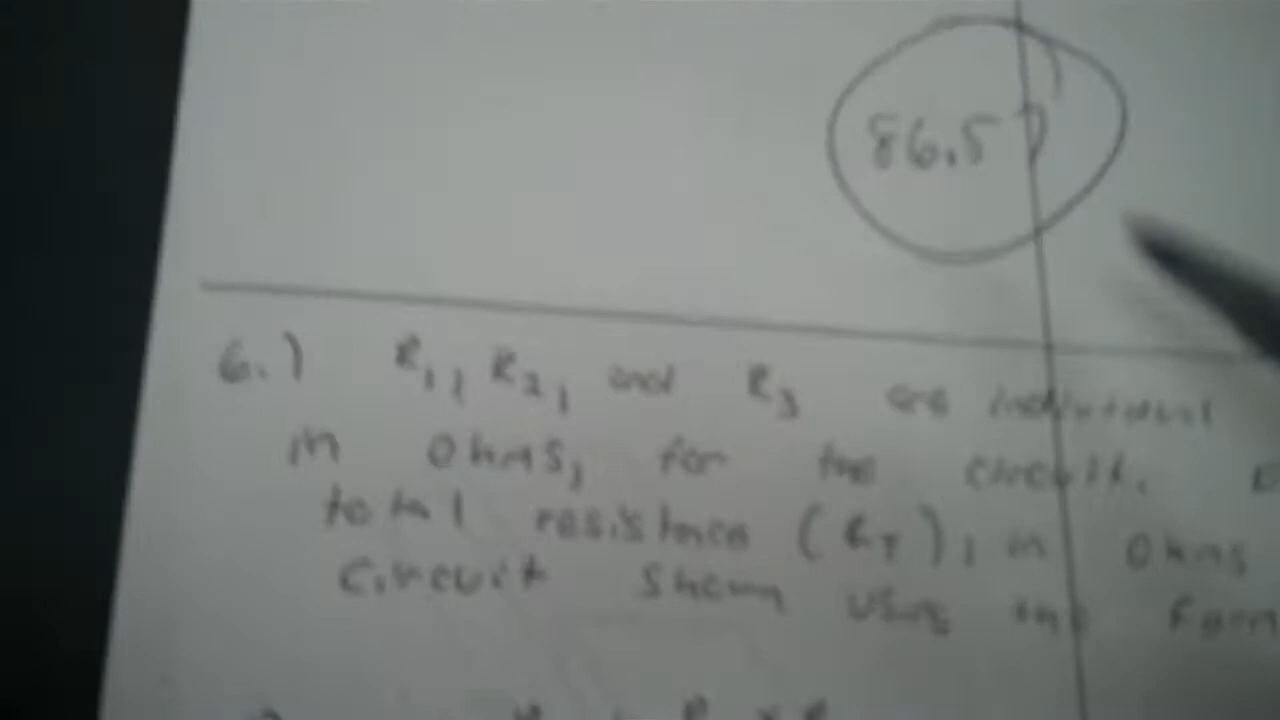 86.5
6.) R1, R2, and R3 are individual
in ohms, for the circuit.
total resistance (RT), in ohms
circuit shown using the